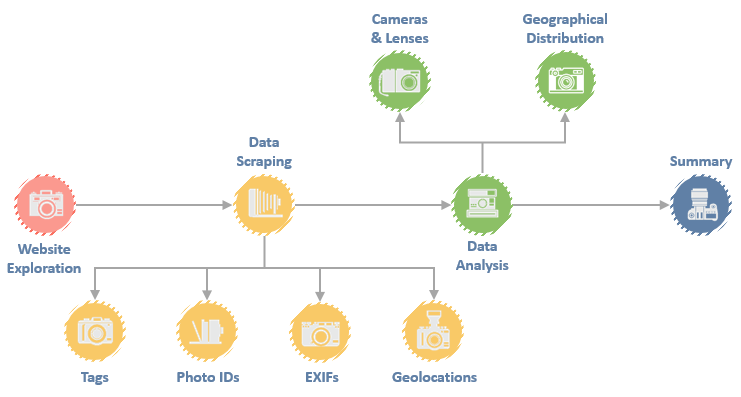 Cameras
& Lenses
Geographical
Distribution
Data
Scraping
Summary
Website
Exploration
Data
Analysis
Tags
Photo IDs
EXIFs
Geolocations